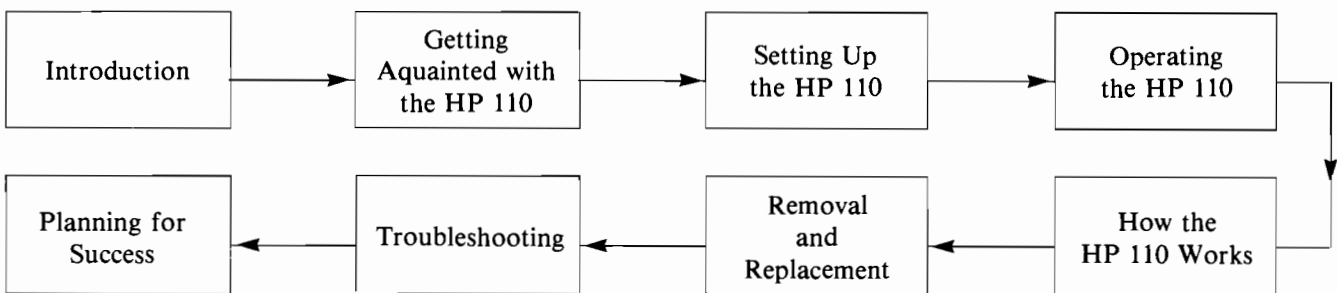 Introduction
Getting
Aquainted with
the HP 110
Setting Up
the HP 110
Operating
the HP 110
How the
HP 110 Works
Removal
and
Replacement
Troubleshooting
Planning for
Success